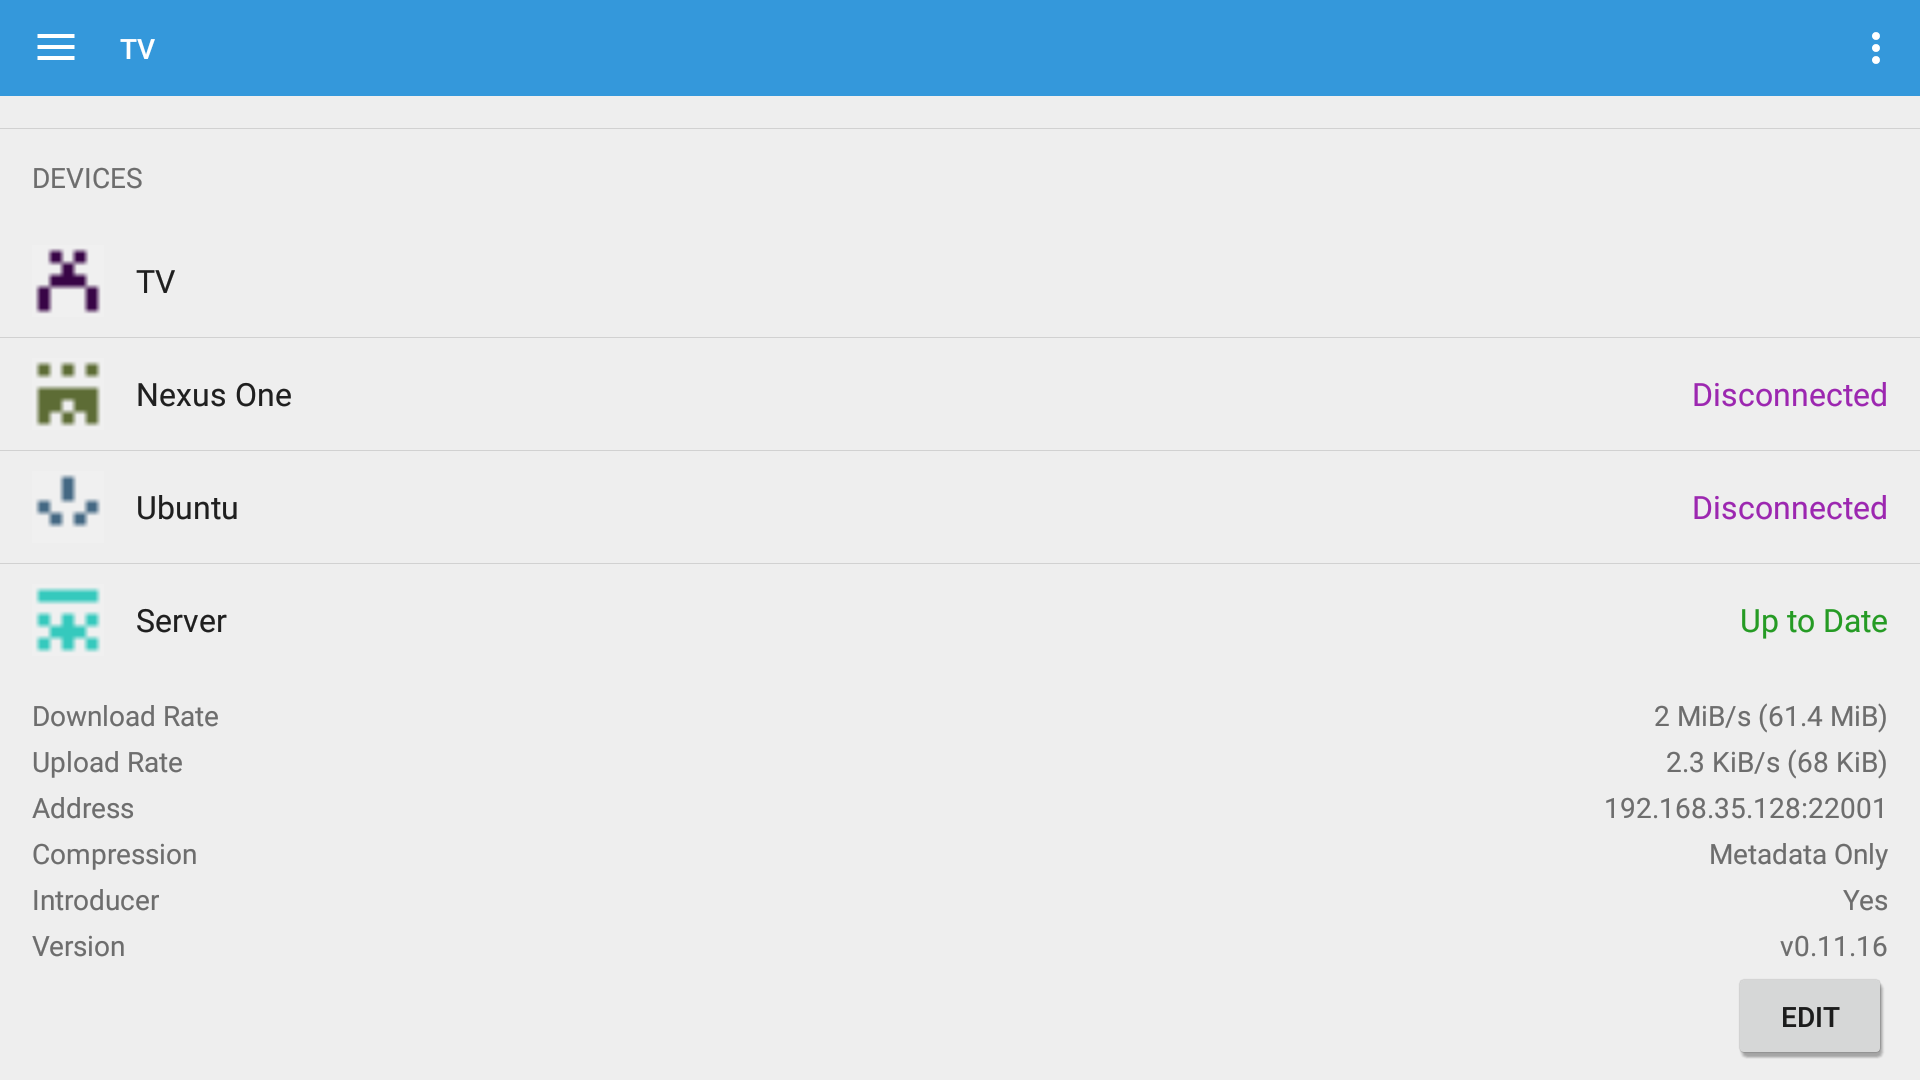 TV
DEVICES
TV
Nexus One Disconnected
Ubuntu Disconnected
Server Up to Date
Download Rate 2 MiB/s (61.4 MiB)
Upload Rate 2.3 KiB/s (68 KiB)
Address 192.168.35.128:22001
Compression Metadata Only
Introducer Yes
Version v0.11.16
EDIT